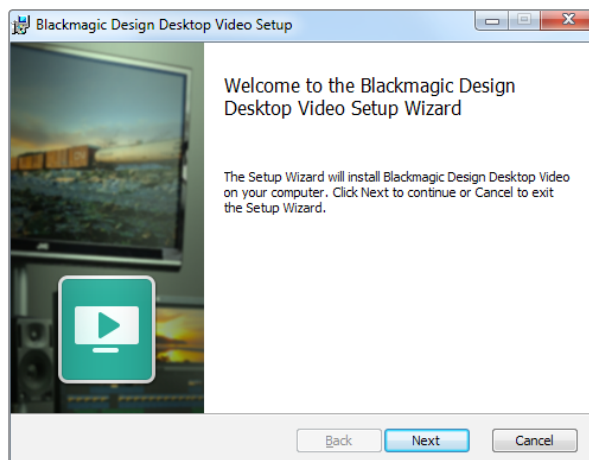 Blackmagic Design Desktop Video Setup
Welcome to the Blackmagic Design
Desktop Video Setup Wizard
The Setup Wizard will install Blackmagic Design Desktop Video
on your computer. Click Next to continue or Cancel to exit
the Setup Wizard.
JVC
Back
Next
Cancel